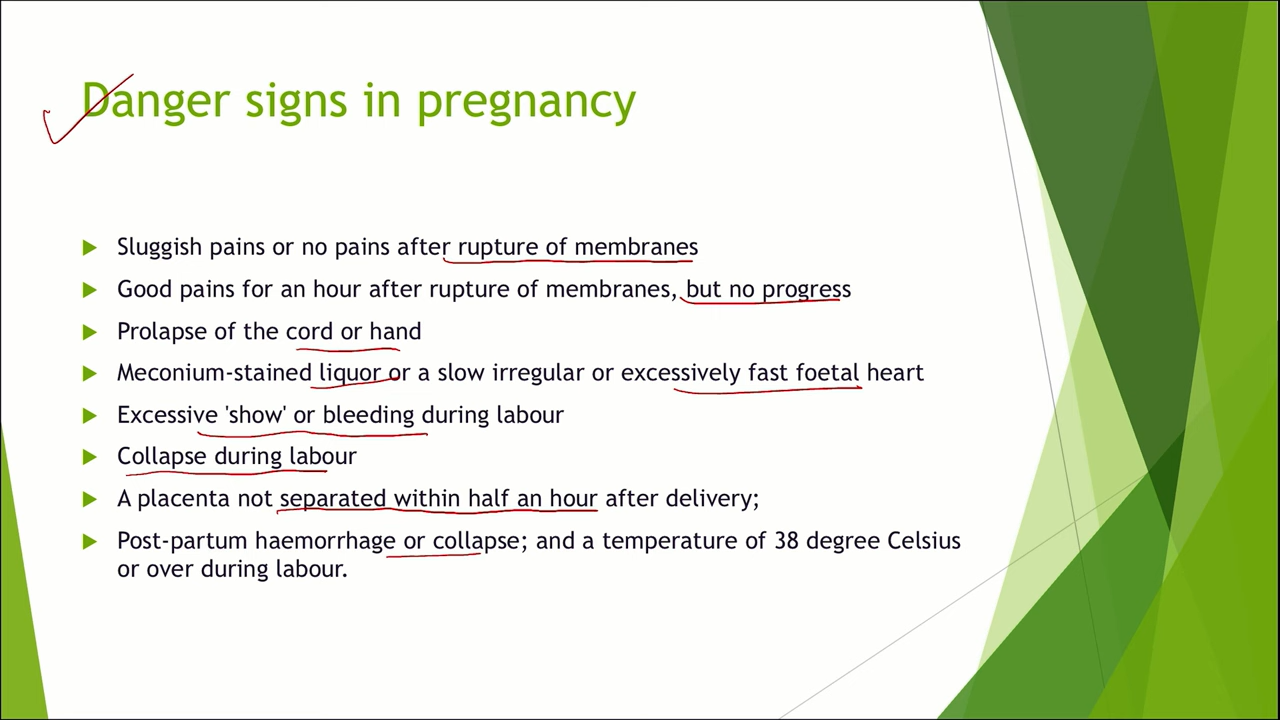 Danger signs in pregnancy
Sluggish pains or no pains after rupture of membranes
Good pains for an hour after rupture of membranes, but no progress
Prolapse of the cord or hand
Meconium-stained liquor or a slow irregular or excessively fast foetal heart
Excessive 'show' or bleeding during labour
Collapse during labour
A placenta not separated within half an hour after delivery;
Post-partum haemorrhage or collapse; and a temperature of 38 degree Celsius
or over during labour.